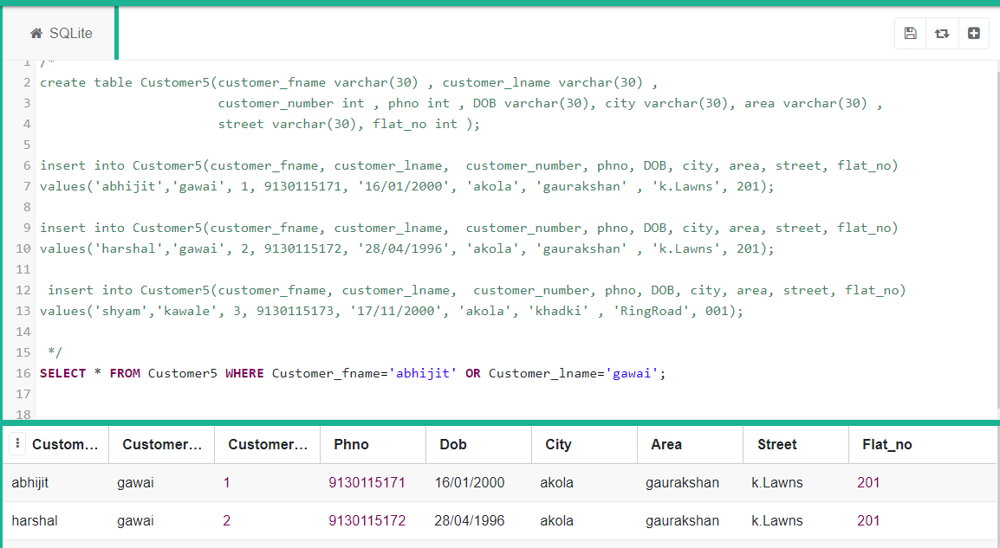 SQLite
1 /*
2 create table Customer5(customer_fname varchar(30) , customer_lname varchar(30) ,
3 customer_number int , phno int , DOB varchar(30), city varchar(30), area varchar(30) ,
4 street varchar(30), flat_no int );
5
6 insert into Customer5(customer_fname, customer_lname,  customer_number, phno, DOB, city, area, street, flat_no)
7 values('abhijit','gawai', 1, 9130115171, '16/01/2000', 'akola', 'gaurakshan' , 'k.Lawns', 201);
8
9 insert into Customer5(customer_fname, customer_lname,  customer_number, phno, DOB, city, area, street, flat_no)
10 values('harshal','gawai', 2, 9130115172, '28/04/1996', 'akola', 'gaurakshan' , 'k.Lawns', 201);
11
12 insert into Customer5(customer_fname, customer_lname,  customer_number, phno, DOB, city, area, street, flat_no)
13 values('shyam','kawale', 3, 9130115173, '17/11/2000', 'akola', 'khadki' , 'RingRoad', 001);
14
15 */
16 SELECT * FROM Customer5 WHERE Customer_fname='abhijit' OR Customer_lname='gawai';
17
18
Custom... Customer... Customer... Phno Dob City Area Street Flat_no
abhijit gawai 1 9130115171 16/01/2000 akola gaurakshan k.Lawns 201
harshal gawai 2 9130115172 28/04/1996 akola gaurakshan k.Lawns 201